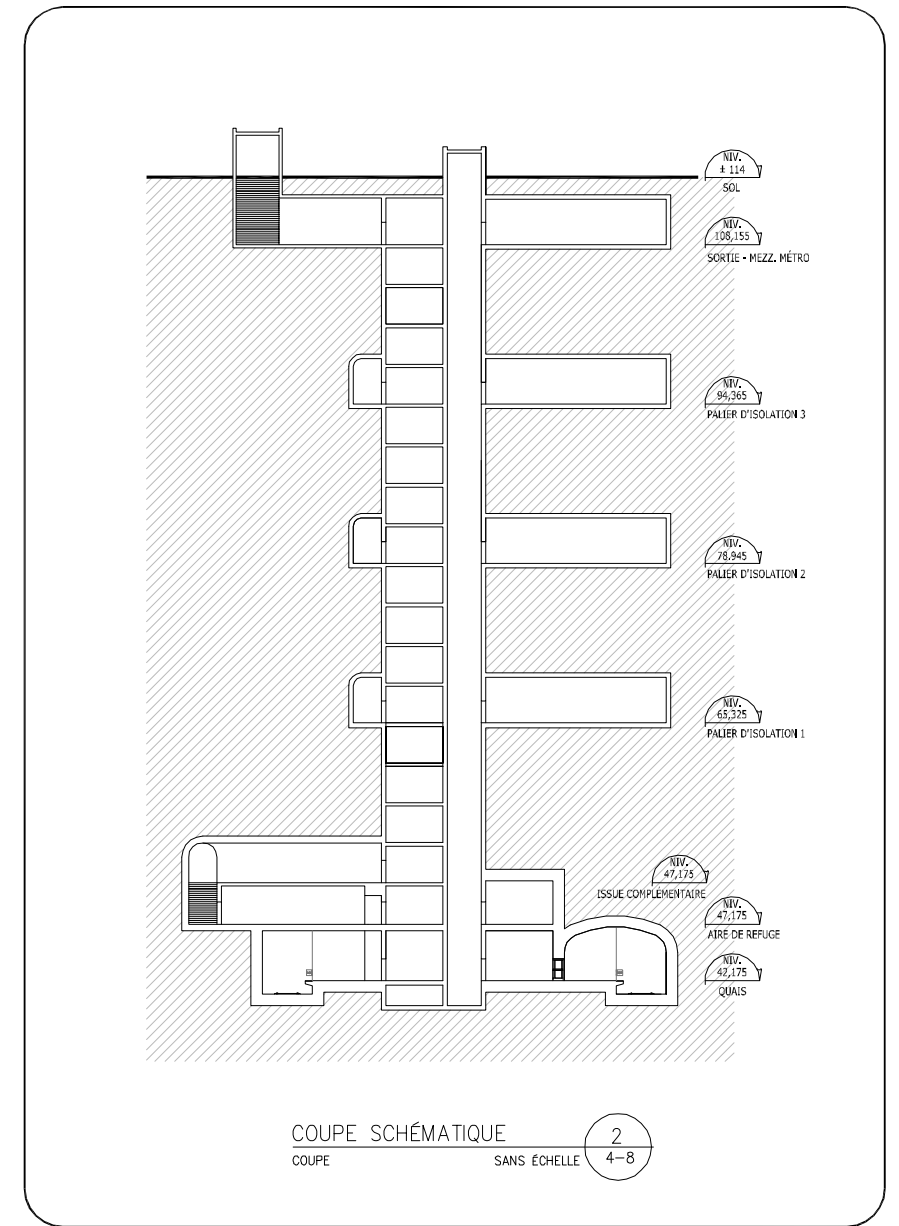 NIV.
± 114
SOL
NIV.
108,155
SORTIE - MEZZ. MÉTRO
NIV.
94,365
PALIER D'ISOLATION 3
NIV.
78.945
PALIER D'ISOLATION 2
NIV.
65,325
PALIER D'ISOLATION 1
NIV.
47,175
ISSUE COMPLÉMENTAIRE
NIV.
47,175
AIRE DE REFUGE
NIV.
42,175
QUAIS
COUPE SCHÉMATIQUE
COUPE SANS ÉCHELLE
2
4-8